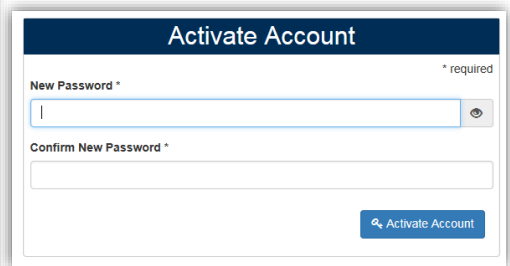 Activate Account
* required
New Password *
Confirm New Password *
Activate Account